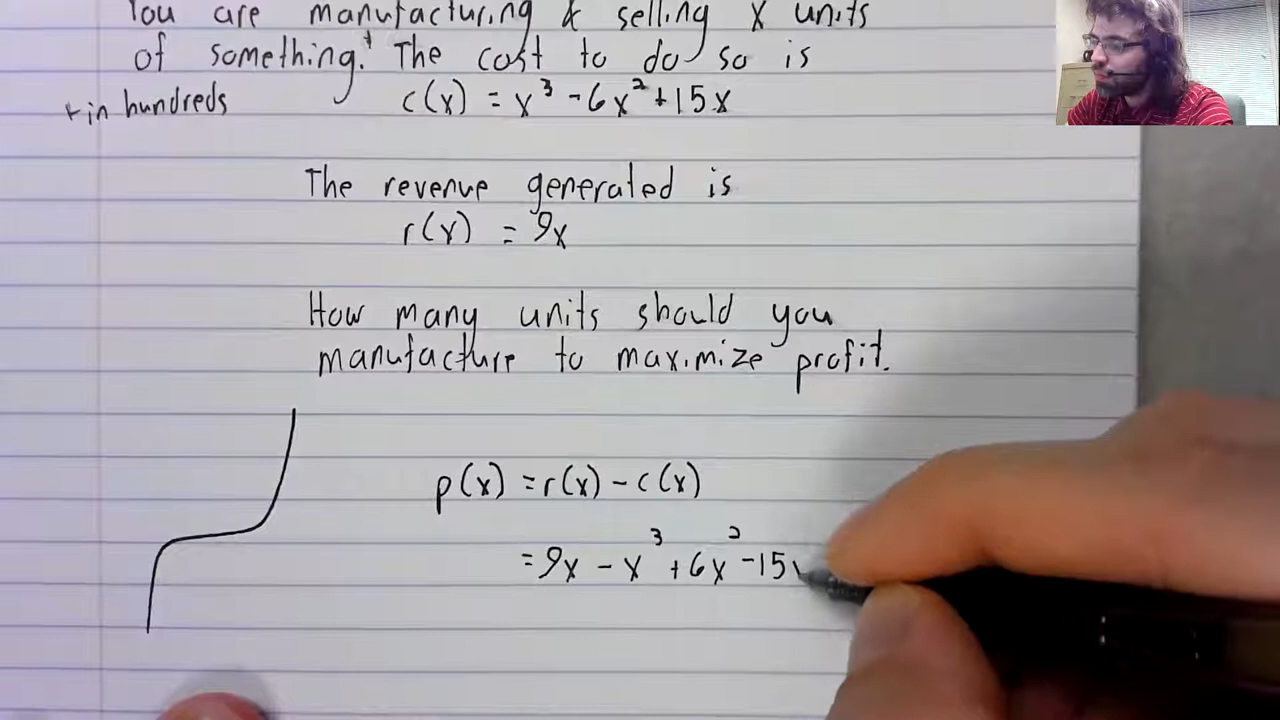 You are manufacturing & selling x units
of something.* The cost to do so is
* in hundreds c(x) = x³ - 6x² + 15x
The revenue generated is
r(x) = 9x
How many units should you
manufacture to maximize profit.
p(x) = r(x) - c(x)
= 9x - x³ + 6x² - 15x